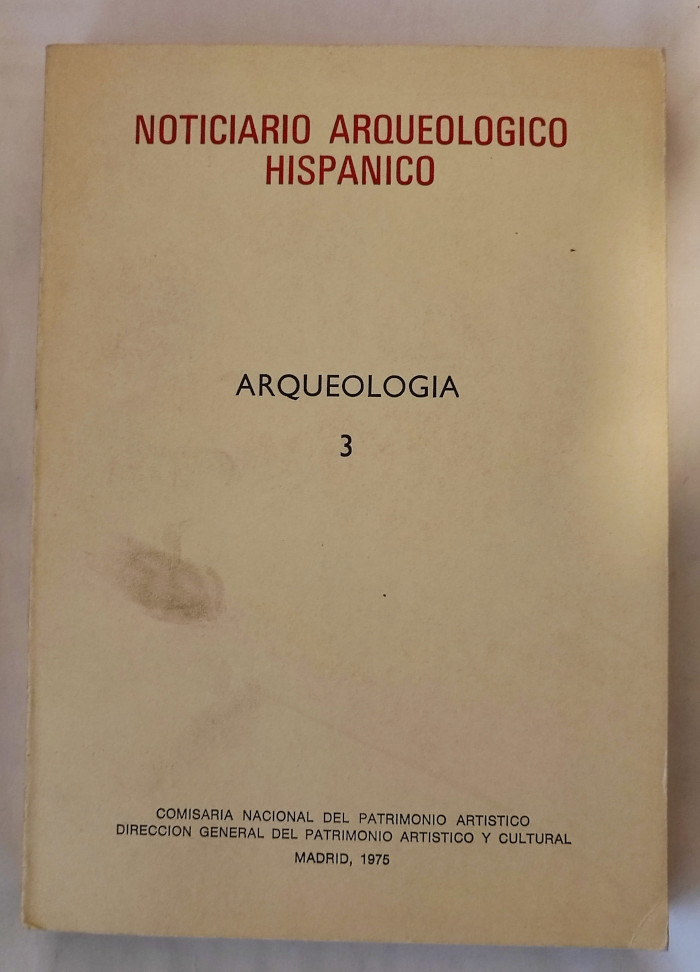 NOTICIARIO ARQUEOLOGICO
HISPANICO
ARQUEOLOGIA
3
COMISARIA NACIONAL DEL PATRIMONIO ARTISTICO
DIRECCION GENERAL DEL PATRIMONIO ARTISTICO Y CULTURAL
MADRID, 1975